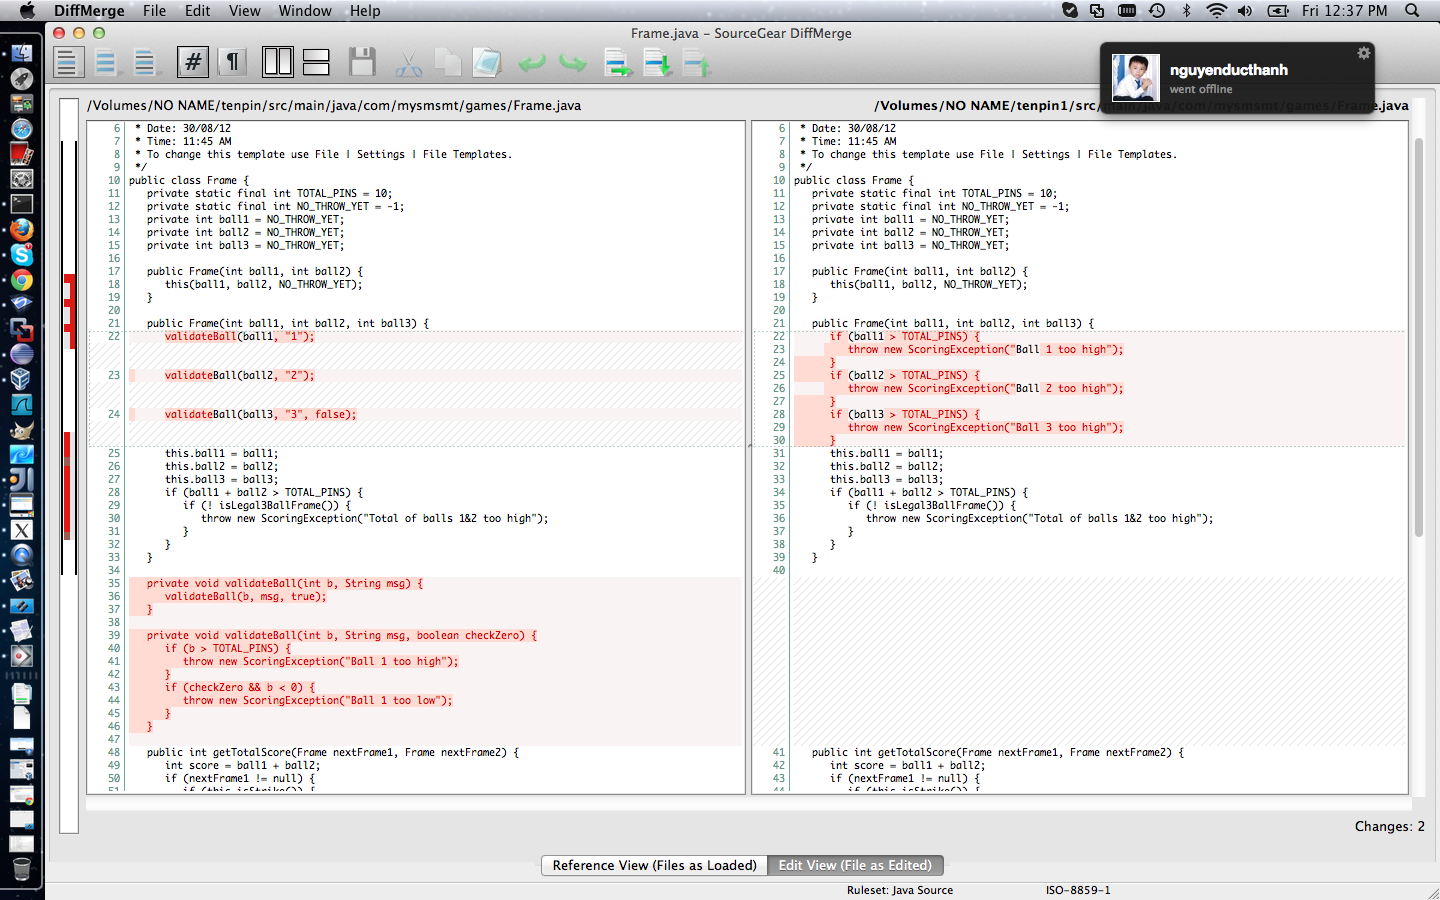 DiffMerge File Edit View Window Help
Fri 12:37 PM
Frame.java - SourceGear DiffMerge
nguyenducthanh
went offline
/Volumes/NO NAME/tenpin/src/main/java/com/mysmsmt/games/Frame.java
6 * Date: 30/08/12
7 * Time: 11:45 AM
8 * To change this template use File | Settings | File Templates.
9 */
10 public class Frame {
11 private static final int TOTAL_PINS = 10;
12 private static final int NO_THROW_YET = -1;
13 private int ball1 = NO_THROW_YET;
14 private int ball2 = NO_THROW_YET;
15 private int ball3 = NO_THROW_YET;
16
17 public Frame(int ball1, int ball2) {
18 this(ball1, ball2, NO_THROW_YET);
19 }
20
21 public Frame(int ball1, int ball2, int ball3) {
22 validateBall(ball1, "1");
23 validateBall(ball2, "2");
24 validateBall(ball3, "3", false);
25 this.ball1 = ball1;
26 this.ball2 = ball2;
27 this.ball3 = ball3;
28 if (ball1 + ball2 > TOTAL_PINS) {
29 if (! isLegal3BallFrame()) {
30 throw new ScoringException("Total of balls 1&2 too high");
31 }
32 }
33 }
34
35 private void validateBall(int b, String msg) {
36 validateBall(b, msg, true);
37 }
38
39 private void validateBall(int b, String msg, boolean checkZero) {
40 if (b > TOTAL_PINS) {
41 throw new ScoringException("Ball 1 too high");
42 }
43 if (checkZero && b < 0) {
44 throw new ScoringException("Ball 1 too low");
45 }
46 }
47
48 public int getTotalScore(Frame nextFrame1, Frame nextFrame2) {
49 int score = ball1 + ball2;
50 if (nextFrame1 != null) {
51 if (this.isStrike()) {
/Volumes/NO NAME/tenpin1/src/main/java/com/mysmsmt/games/Frame.java
6 * Date: 30/08/12
7 * Time: 11:45 AM
8 * To change this template use File | Settings | File Templates.
9 */
10 public class Frame {
11 private static final int TOTAL_PINS = 10;
12 private static final int NO_THROW_YET = -1;
13 private int ball1 = NO_THROW_YET;
14 private int ball2 = NO_THROW_YET;
15 private int ball3 = NO_THROW_YET;
16
17 public Frame(int ball1, int ball2) {
18 this(ball1, ball2, NO_THROW_YET);
19 }
20
21 public Frame(int ball1, int ball2, int ball3) {
22 if (ball1 > TOTAL_PINS) {
23 throw new ScoringException("Ball 1 too high");
24 }
25 if (ball2 > TOTAL_PINS) {
26 throw new ScoringException("Ball 2 too high");
27 }
28 if (ball3 > TOTAL_PINS) {
29 throw new ScoringException("Ball 3 too high");
30 }
31 this.ball1 = ball1;
32 this.ball2 = ball2;
33 this.ball3 = ball3;
34 if (ball1 + ball2 > TOTAL_PINS) {
35 if (! isLegal3BallFrame()) {
36 throw new ScoringException("Total of balls 1&2 too high");
37 }
38 }
39 }
40
41 public int getTotalScore(Frame nextFrame1, Frame nextFrame2) {
42 int score = ball1 + ball2;
43 if (nextFrame1 != null) {
44 if (this.isStrike()) {
Changes: 2
Reference View (Files as Loaded) Edit View (File as Edited)
Ruleset: Java Source ISO-8859-1